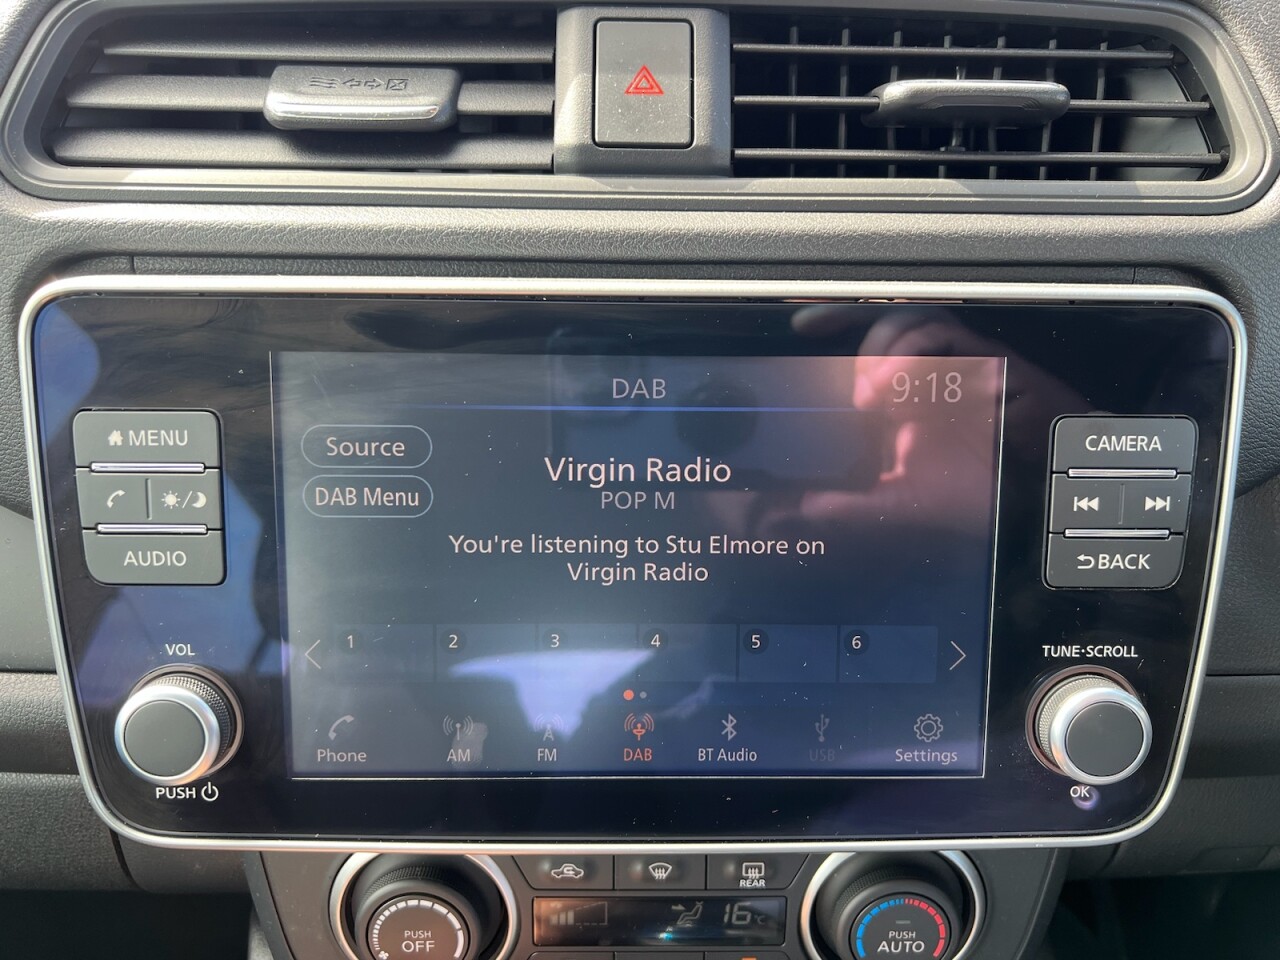 DAB
9:18
MENU
AUDIO
Source
DAB Menu
Virgin Radio
POP M
You're listening to Stu Elmore on
Virgin Radio
CAMERA
BACK
1 2 3 4 5 6
VOL
PUSH
TUNE·SCROLL
OK
Phone AM FM DAB BT Audio USB Settings
REAR
PUSH
OFF
16°C
PUSH
AUTO